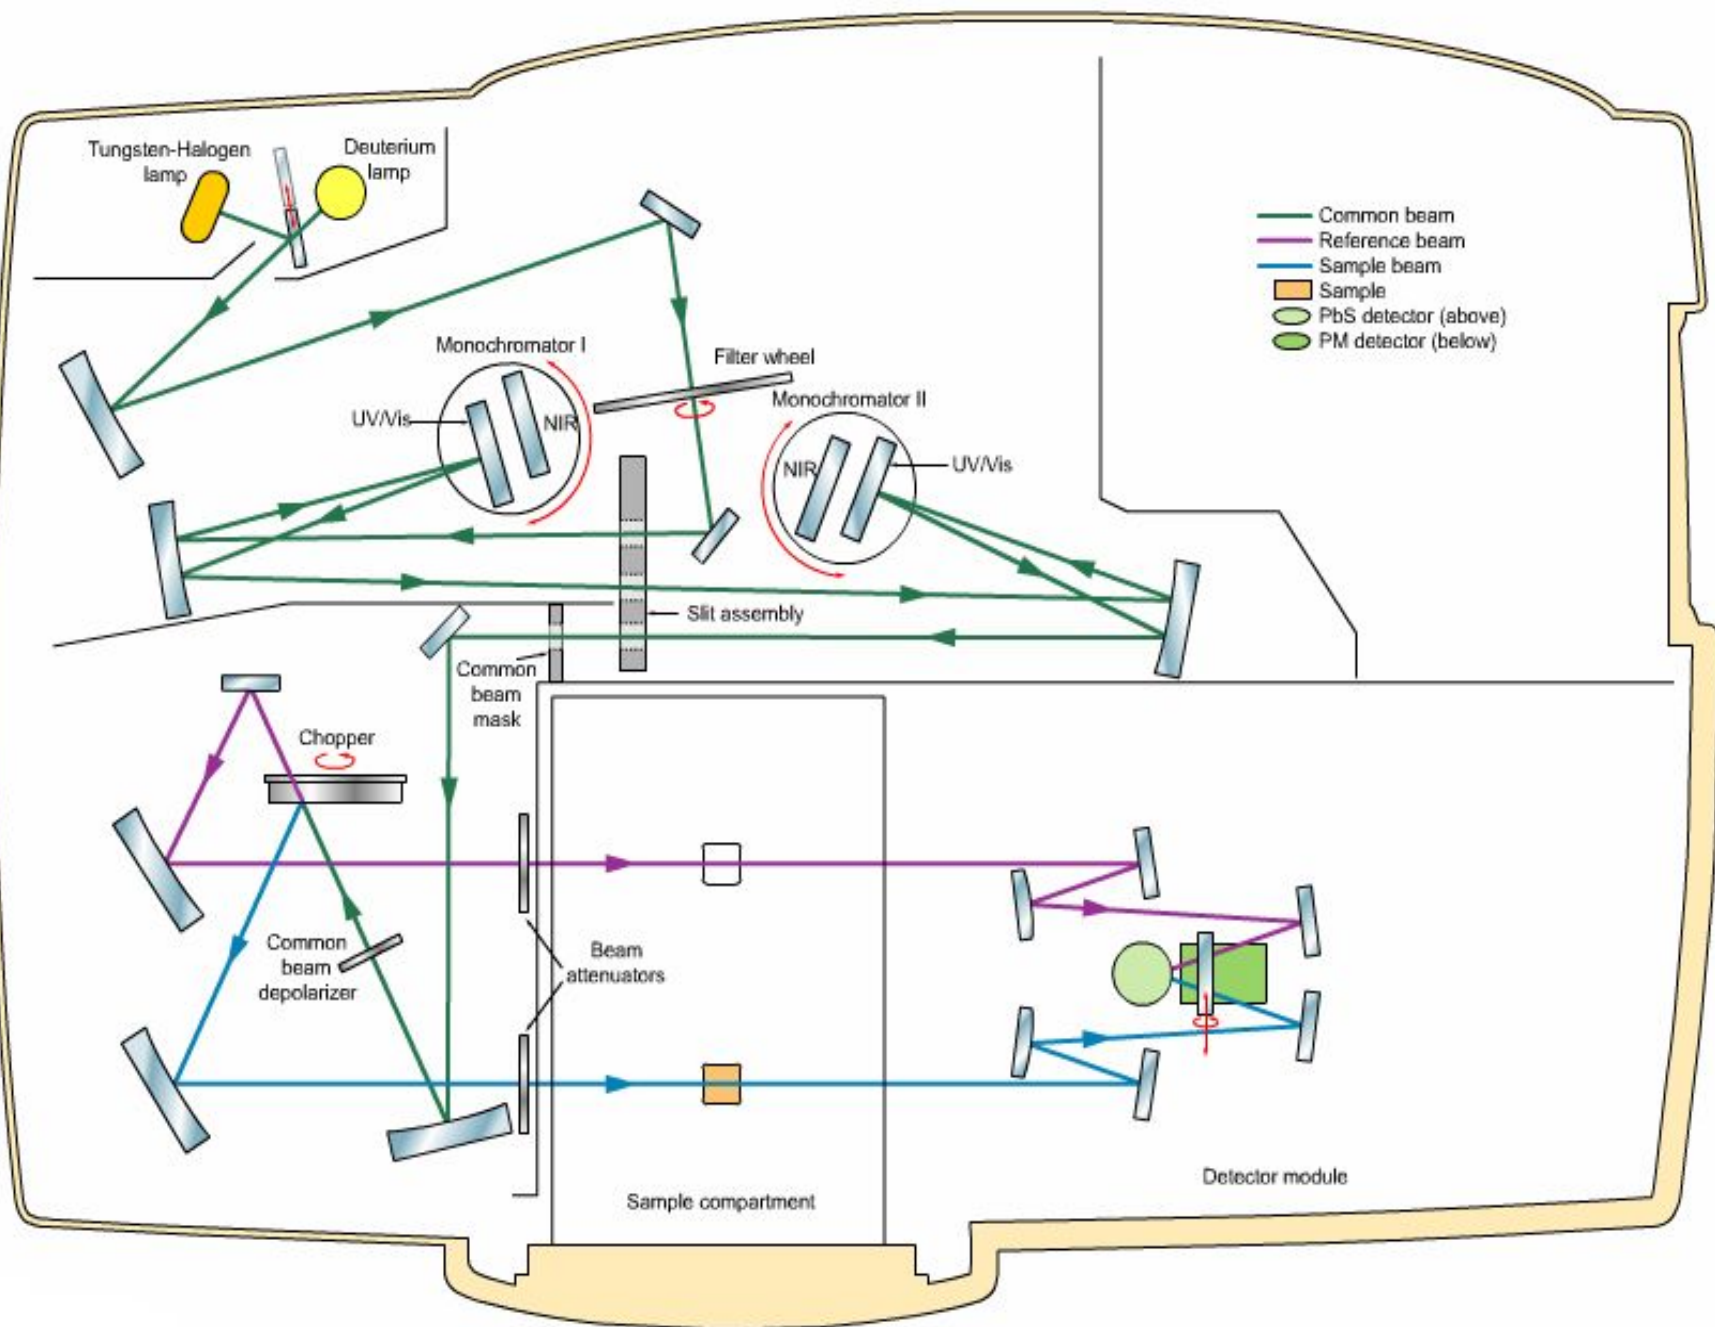 Tungsten-Halogen
lamp
Deuterium
lamp
Common beam
Reference beam
Sample beam
Sample
PbS detector (above)
PM detector (below)
Monochromator I
UV/Vis
NIR
Filter wheel
Monochromator II
NIR
UV/Vis
Slit assembly
Common
beam
mask
Chopper
Common
beam
depolarizer
Beam
attenuators
Sample compartment
Detector module